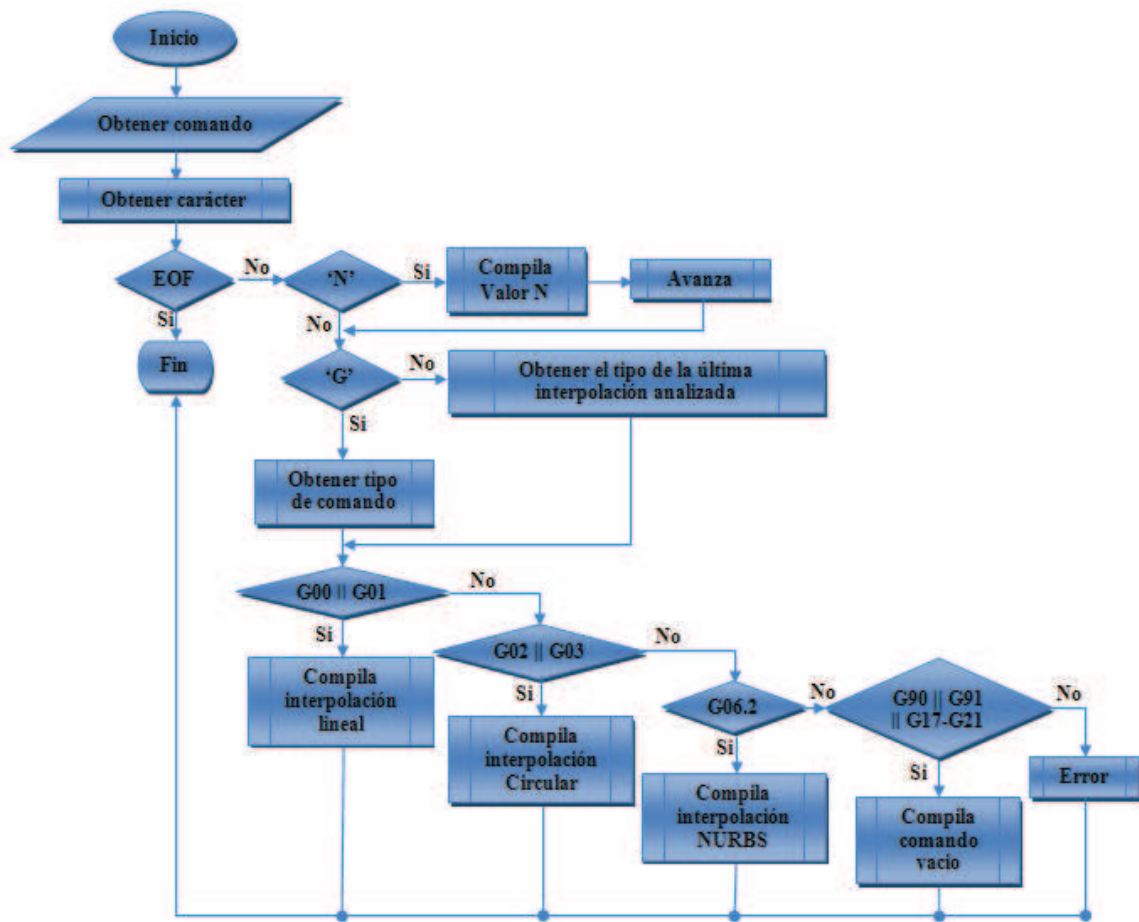 Inicio
Obtener comando
Obtener carácter
EOF
No
‘N’
Si
Compila
Valor N
Avanza
Si
No
Fin
‘G’
No
Obtener el tipo de la última
interpolación analizada
Si
Obtener tipo
de comando
G00 || G01
No
Si
G02 || G03
No
Compila
interpolación
lineal
Si
G06.2
No
G90 || G91
|| G17-G21
No
Compila
interpolación
Circular
Si
Si
Error
Compila
interpolación
NURBS
Compila
comando
vacio